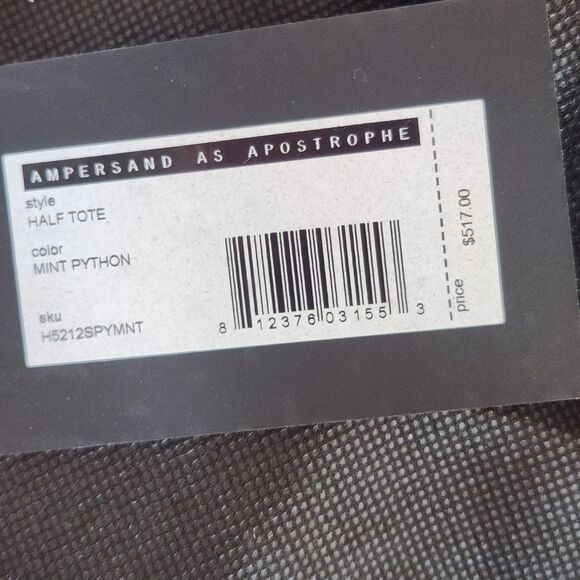 AMPERSAND AS APOSTROPHE
style
HALF TOTE
color
MINT PYTHON
sku
H5212SPYMNT
8 12376 03155 3
price $517.00